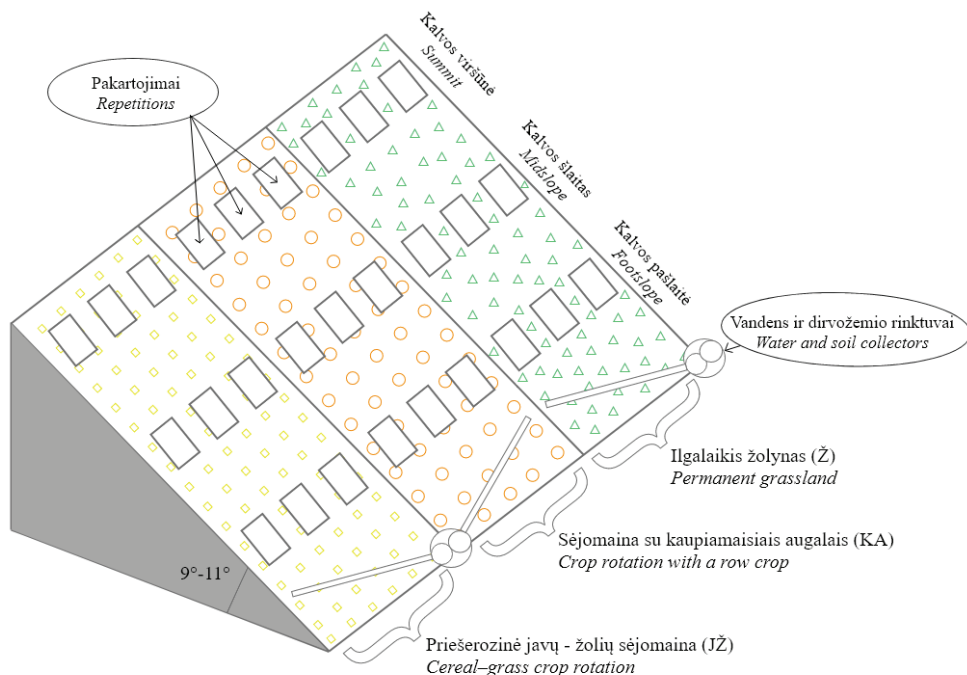 Kalvos viršūnė
Summit
Pakartojimai
Repetitions
Kalvos šlaitas
Midslope
Kalvos pašlaitė
Footslope
Vandens ir dirvožemio rinktuvai
Water and soil collectors
Ilgalaikis žolynas (Ž)
Permanent grassland
Sėjomaina su kaupiamaisiais augalais (KA)
Crop rotation with a row crop
9°-11°
Priešerozinė javų - žolių sėjomaina (JŽ)
Cereal–grass crop rotation